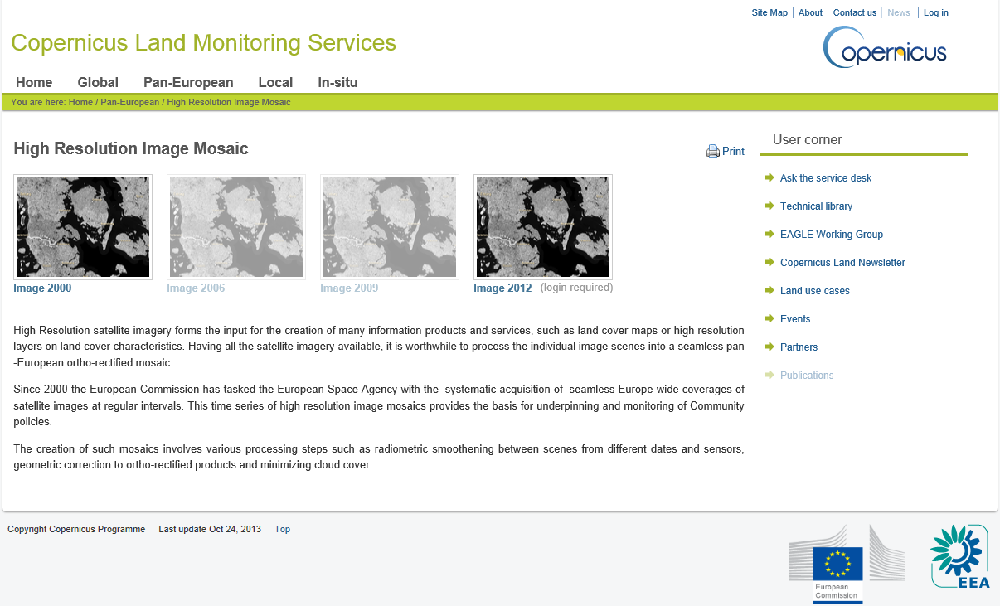 Site Map About Contact us News Log in
Copernicus Land Monitoring Services
opernicus
Home Global Pan-European Local In-situ
You are here: Home / Pan-European / High Resolution Image Mosaic
High Resolution Image Mosaic
Print
User corner
Image 2000 Image 2006 Image 2009 Image 2012 (login required)
High Resolution satellite imagery forms the input for the creation of many information products and services, such as land cover maps or high resolution
layers on land cover characteristics. Having all the satellite imagery available, it is worthwhile to process the individual image scenes into a seamless pan
-European ortho-rectified mosaic.
Since 2000 the European Commission has tasked the European Space Agency with the systematic acquisition of seamless Europe-wide coverages of
satellite images at regular intervals. This time series of high resolution image mosaics provides the basis for underpinning and monitoring of Community
policies.
The creation of such mosaics involves various processing steps such as radiometric smoothening between scenes from different dates and sensors,
geometric correction to ortho-rectified products and minimizing cloud cover.
Ask the service desk
Technical library
EAGLE Working Group
Copernicus Land Newsletter
Land use cases
Events
Partners
Publications
Copyright Copernicus Programme Last update Oct 24, 2013 Top
European
Commission
EEA